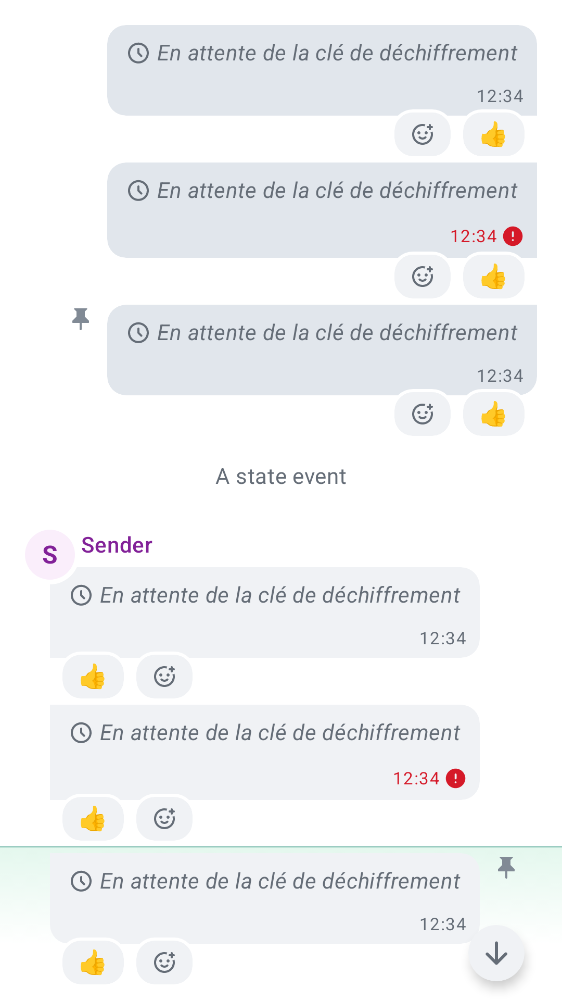 En attente de la clé de déchiffrement
12:34
👍
En attente de la clé de déchiffrement
12:34
👍
En attente de la clé de déchiffrement
12:34
👍
A state event
S Sender
En attente de la clé de déchiffrement
12:34
👍
En attente de la clé de déchiffrement
12:34
👍
En attente de la clé de déchiffrement
12:34
👍